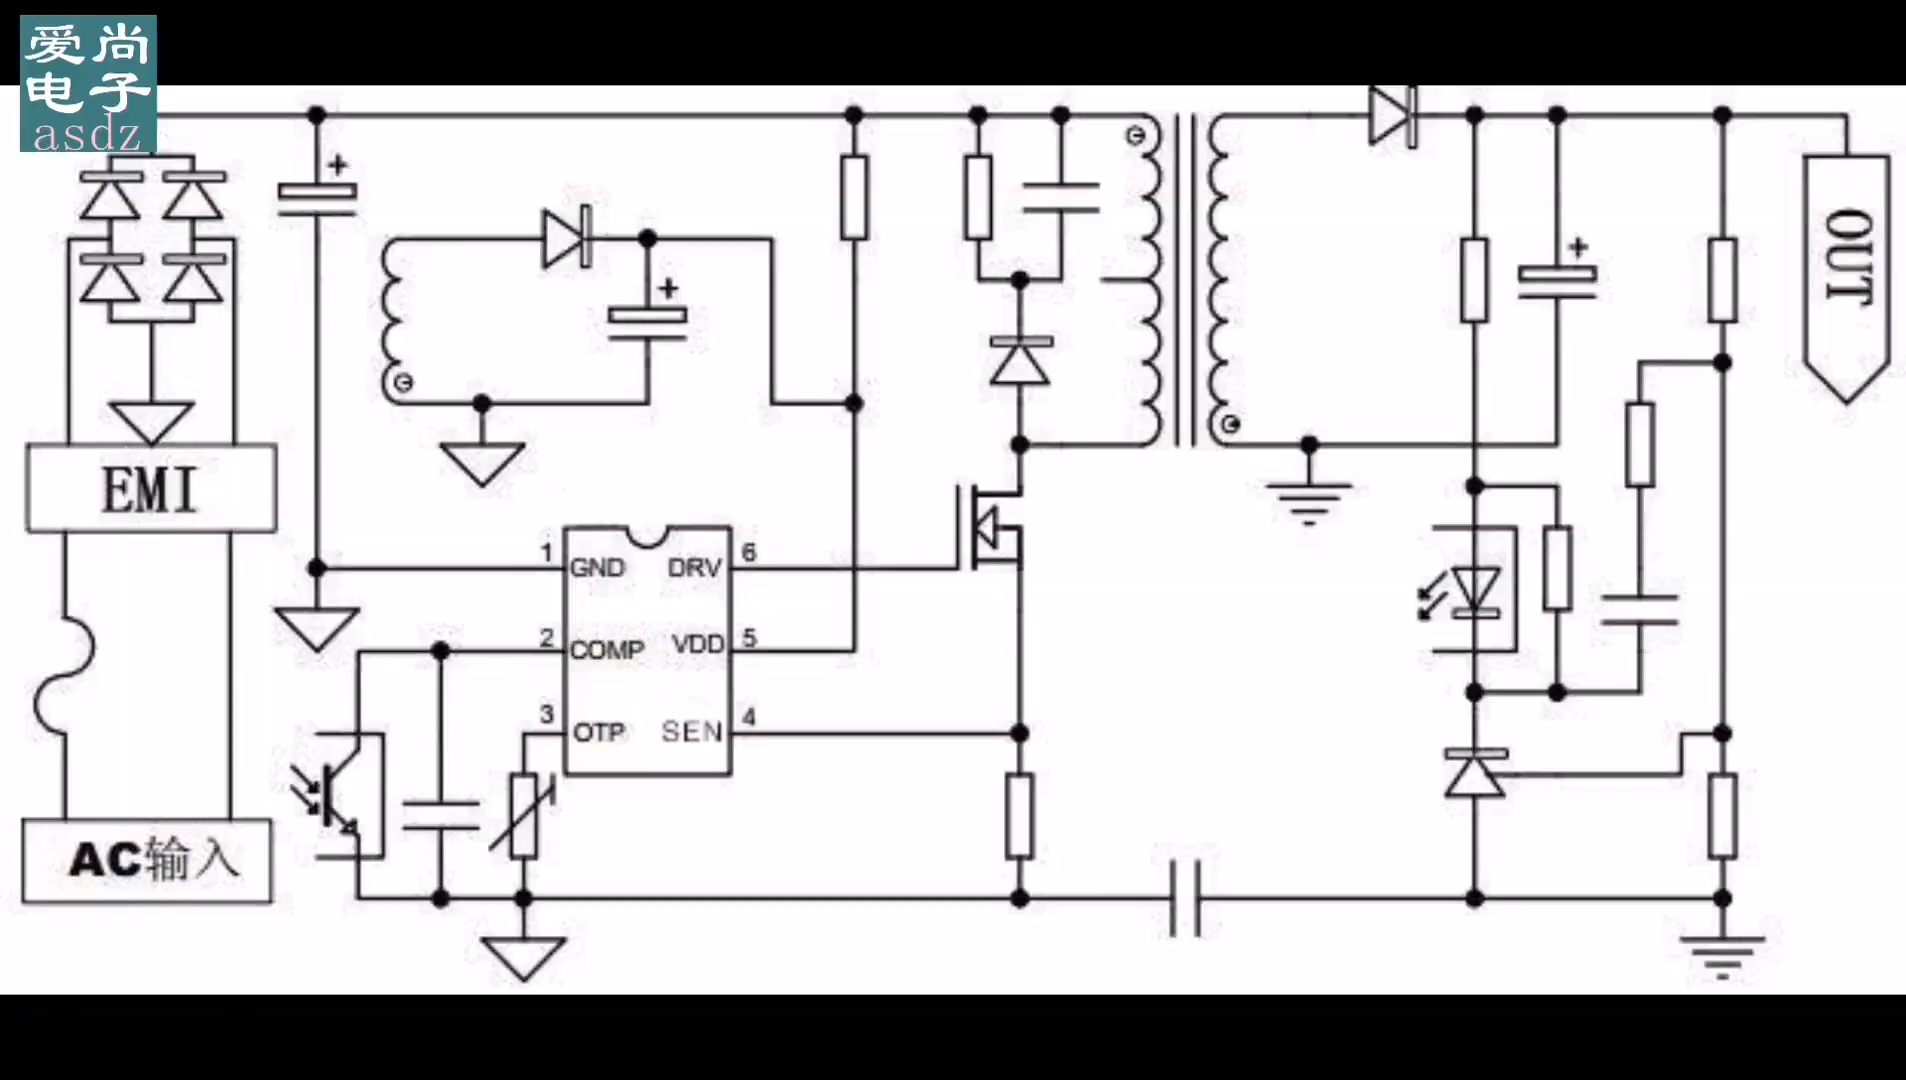 爱尚
电子
asdz
+
+
+
OUT
EMI
1 GND DRV 6
2 COMP VDD 5
3 OTP SEN 4
AC输入